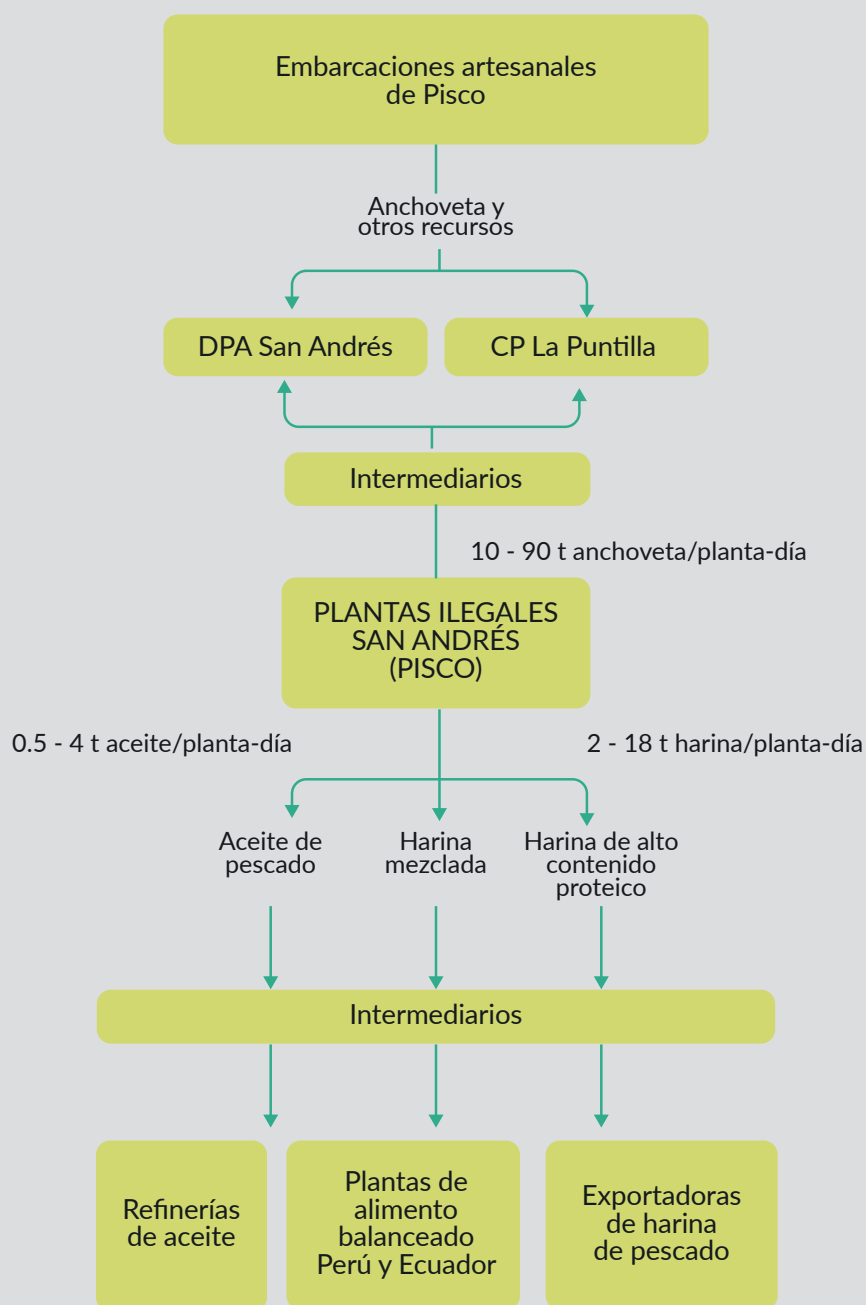 Embarcaciones artesanales
de Pisco
Anchoveta y
otros recursos
DPA San Andrés
CP La Puntilla
Intermediarios
10 - 90 t anchoveta/planta-día
PLANTAS ILEGALES
SAN ANDRÉS
(PISCO)
0.5 - 4 t aceite/planta-día
2 - 18 t harina/planta-día
Aceite de
pescado
Harina
mezclada
Harina de alto
contenido
proteico
Intermediarios
Refinerías
de aceite
Plantas de
alimento
balanceado
Perú y Ecuador
Exportadoras
de harina
de pescado